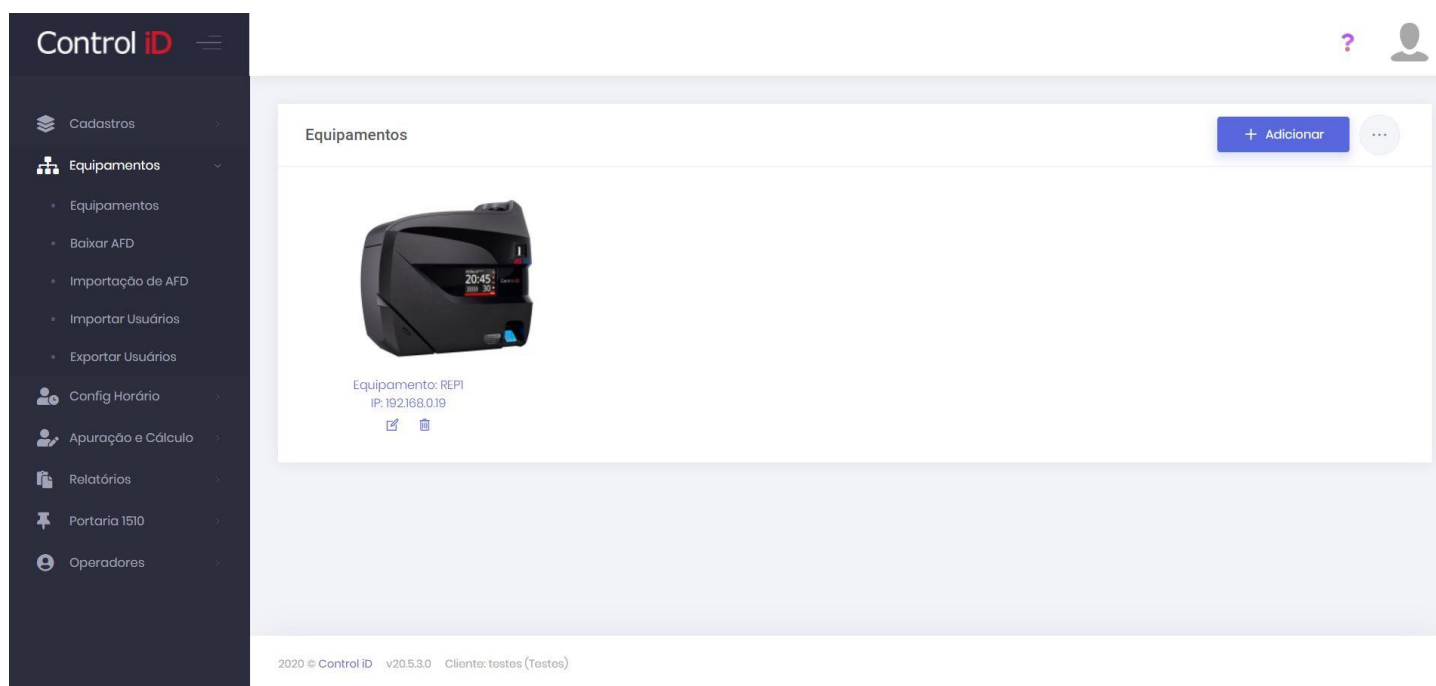 Control iD
?
Cadastros
Equipamentos
Equipamentos
Baixar AFD
Importação de AFD
Importar Usuários
Exportar Usuários
Config Horário
Apuração e Cálculo
Relatórios
Portaria 1510
Operadores
Equipamentos
+ Adicionar
...
20:45
30
Equipamento: REP1
IP: 192.168.0.19
2020 © Control iD v20.5.3.0 Cliente: testes (Testes)